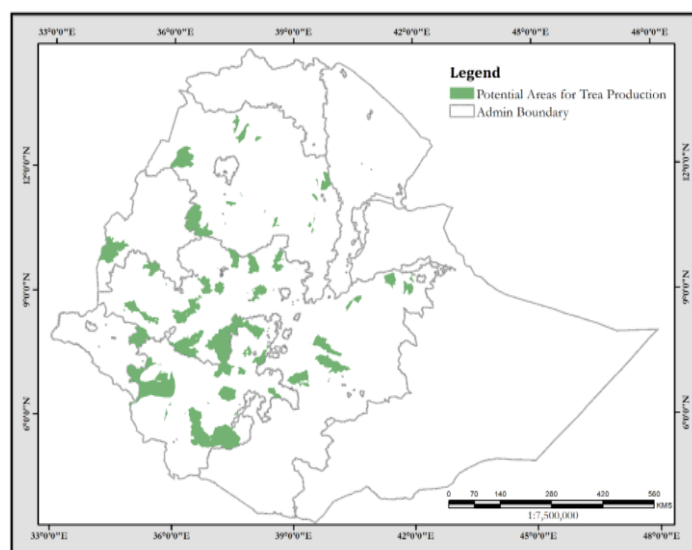 33°0'0"E 36°0'0"E 39°0'0"E 42°0'0"E 45°0'0"E 48°0'0"E
Legend
Potential Areas for Trea Production
Admin Boundary
12°0'0"N 12°0'0"N
9°0'0"N 9°0'0"N
6°0'0"N 6°0'0"N
0 70 140 280 420 560
KMS
1:7,500,000
33°0'0"E 36°0'0"E 39°0'0"E 42°0'0"E 45°0'0"E 48°0'0"E